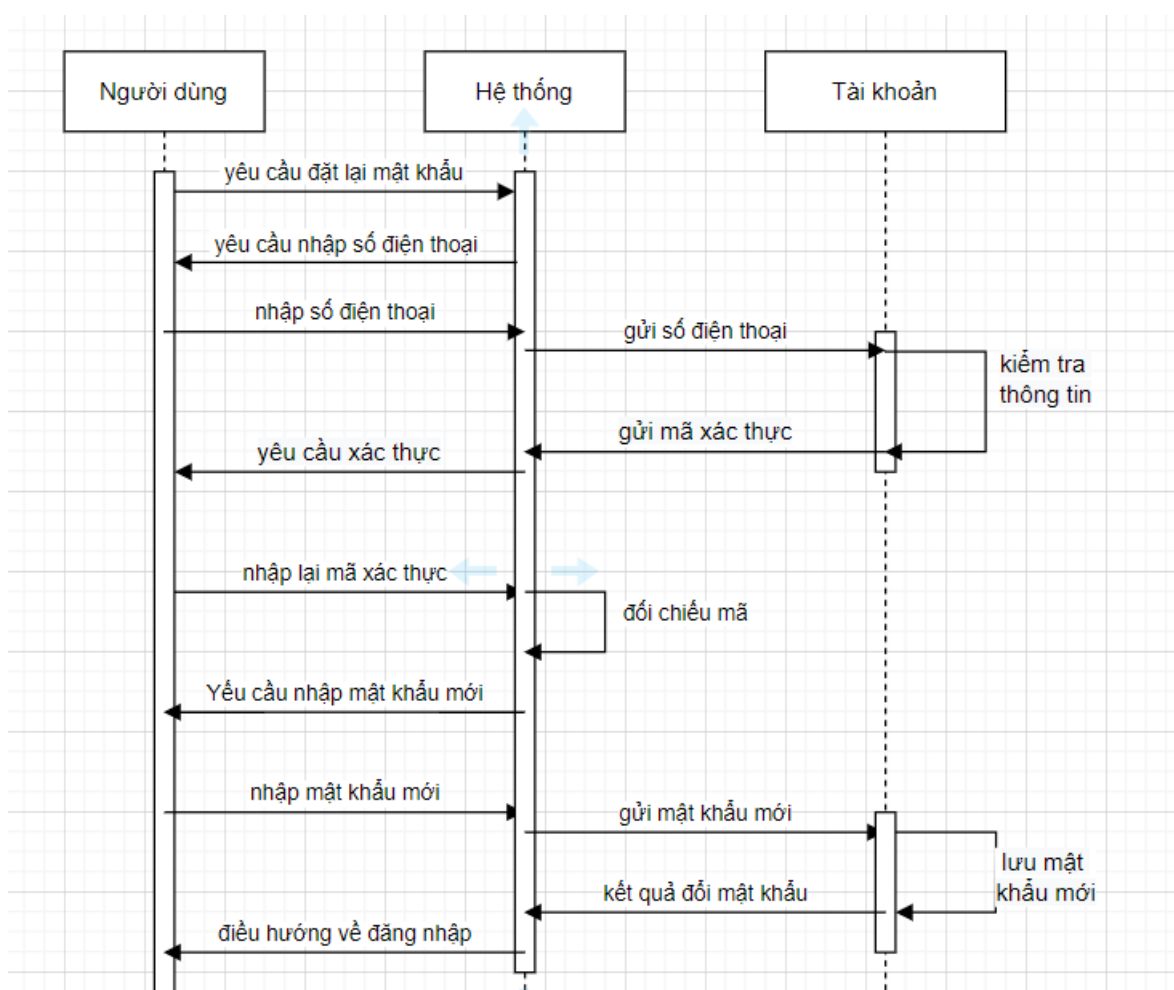 Người dùng
Hệ thống
Tài khoản
yêu cầu đặt lại mật khẩu
yêu cầu nhập số điện thoại
nhập số điện thoại
gửi số điện thoại
kiểm tra
thông tin
gửi mã xác thực
yêu cầu xác thực
nhập lại mã xác thực
đối chiếu mã
Yếu cầu nhập mật khẩu mới
nhập mật khẩu mới
gửi mật khẩu mới
lưu mật
khẩu mới
kết quả đổi mật khẩu
điều hướng về đăng nhập